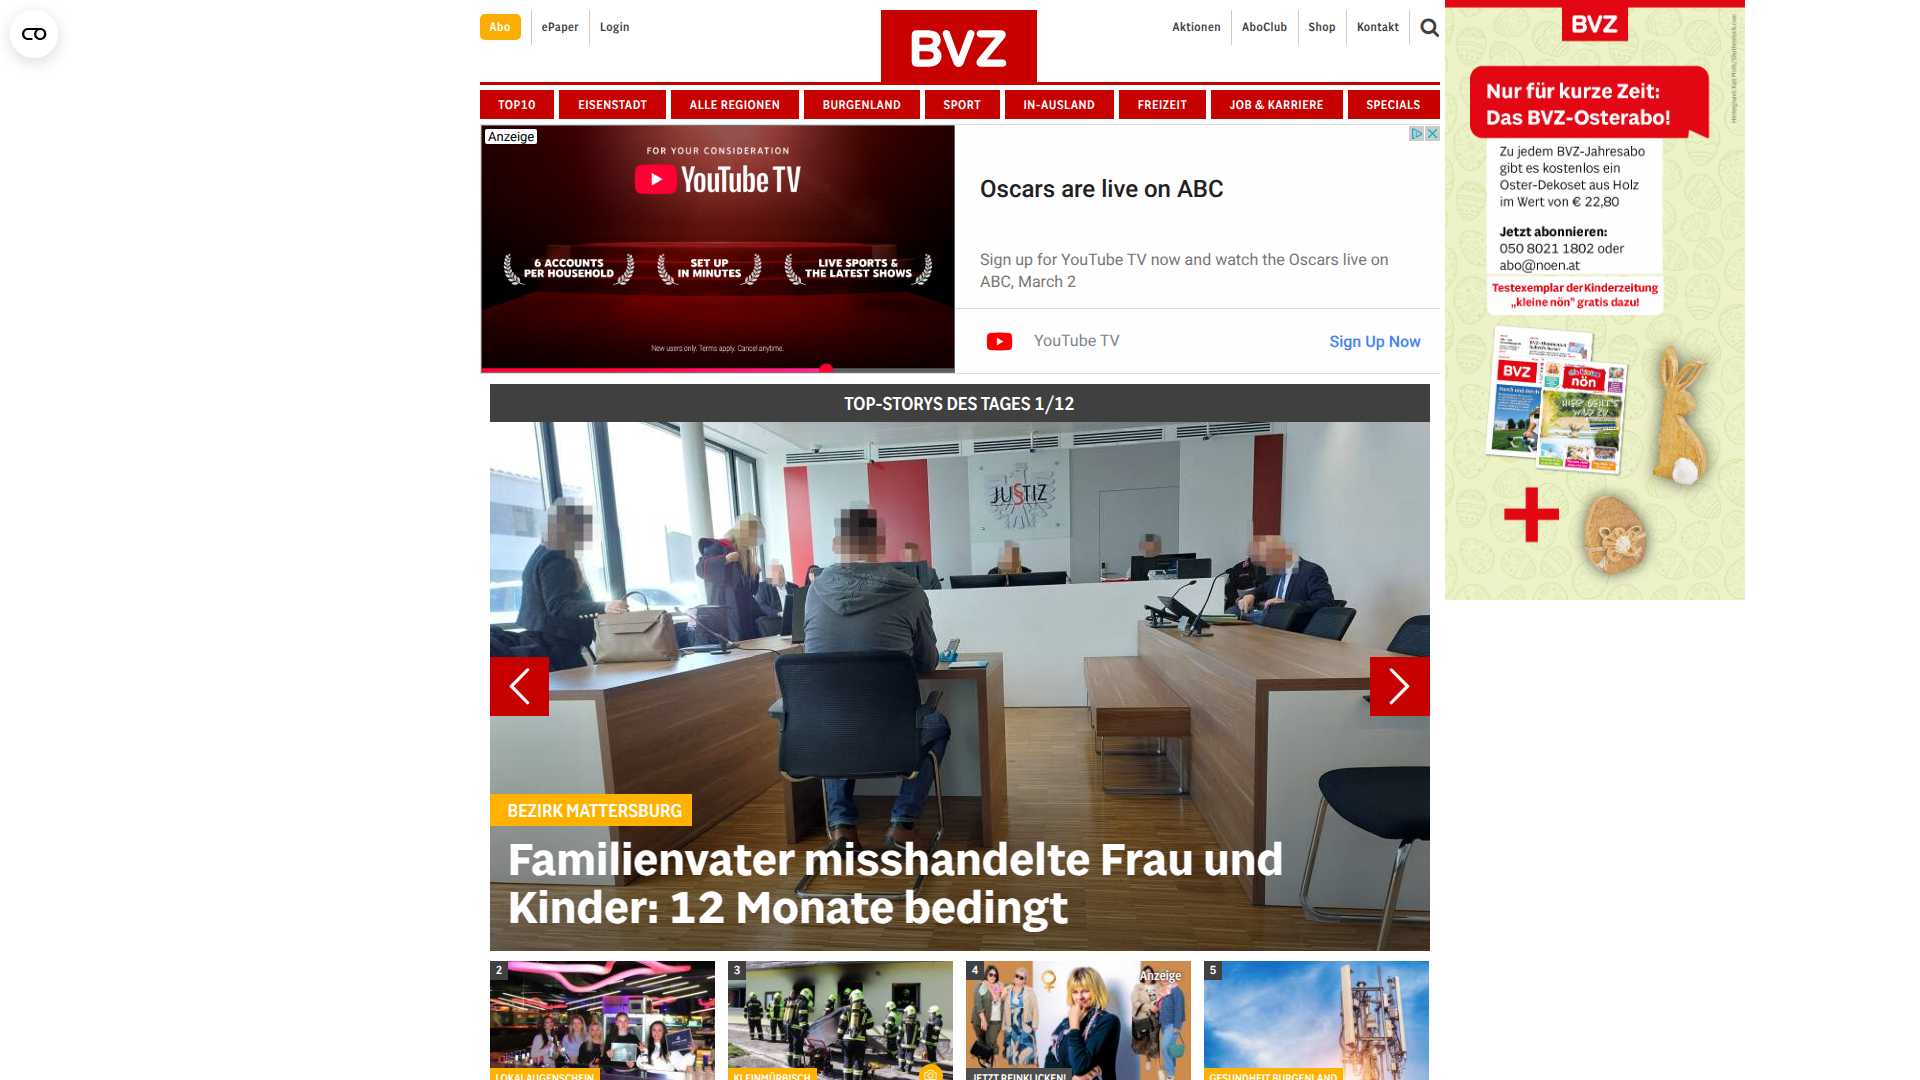 Abo
ePaper
Login
BVZ
Aktionen
AboClub
Shop
Kontakt
TOP10
EISENSTADT
ALLE REGIONEN
BURGENLAND
SPORT
IN-AUSLAND
FREIZEIT
JOB & KARRIERE
SPECIALS
Anzeige
FOR YOUR CONSIDERATION
YouTube TV
6 ACCOUNTS
PER HOUSEHOLD
SET UP
IN MINUTES
LIVE SPORTS &
THE LATEST SHOWS
New users only. Terms apply. Cancel anytime.
Oscars are live on ABC
Sign up for YouTube TV now and watch the Oscars live on
ABC, March 2
YouTube TV
Sign Up Now
TOP-STORYS DES TAGES 1/12
JUSTIZ
BEZIRK MATTERSBURG
Familienvater misshandelte Frau und
Kinder: 12 Monate bedingt
2
LOKALAUGENSCHEIN
3
KLEINMÜRBISCH
4
Anzeige
JETZT REINKLICKEN!
5
GESUNDHEIT BURGENLAND
BVZ
Nur für kurze Zeit:
Das BVZ-Osterabo!
Zu jedem BVZ-Jahresabo
gibt es kostenlos ein
Oster-Dekoset aus Holz
im Wert von € 22,80
Jetzt abonnieren:
050 8021 1802 oder
abo@noen.at
Testexemplar der Kinderzeitung
„kleine nön" gratis dazu!
BVZ
nön